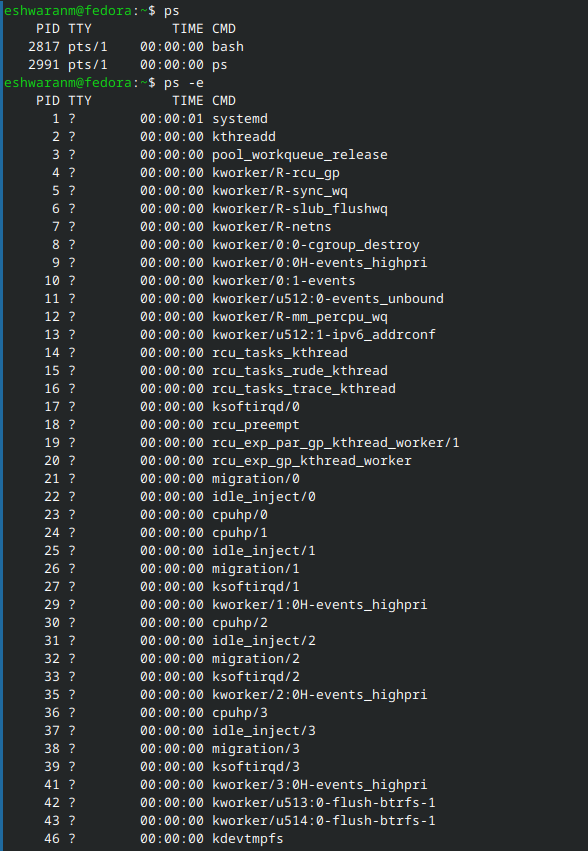 eshwaranm@fedora:~$ ps
    PID TTY          TIME CMD
   2817 pts/1    00:00:00 bash
   2991 pts/1    00:00:00 ps
eshwaranm@fedora:~$ ps -e
    PID TTY          TIME CMD
      1 ?        00:00:01 systemd
      2 ?        00:00:00 kthreadd
      3 ?        00:00:00 pool_workqueue_release
      4 ?        00:00:00 kworker/R-rcu_gp
      5 ?        00:00:00 kworker/R-sync_wq
      6 ?        00:00:00 kworker/R-slub_flushwq
      7 ?        00:00:00 kworker/R-netns
      8 ?        00:00:00 kworker/0:0-cgroup_destroy
      9 ?        00:00:00 kworker/0:0H-events_highpri
     10 ?        00:00:00 kworker/0:1-events
     11 ?        00:00:00 kworker/u512:0-events_unbound
     12 ?        00:00:00 kworker/R-mm_percpu_wq
     13 ?        00:00:00 kworker/u512:1-ipv6_addrconf
     14 ?        00:00:00 rcu_tasks_kthread
     15 ?        00:00:00 rcu_tasks_rude_kthread
     16 ?        00:00:00 rcu_tasks_trace_kthread
     17 ?        00:00:00 ksoftirqd/0
     18 ?        00:00:00 rcu_preempt
     19 ?        00:00:00 rcu_exp_par_gp_kthread_worker/1
     20 ?        00:00:00 rcu_exp_gp_kthread_worker
     21 ?        00:00:00 migration/0
     22 ?        00:00:00 idle_inject/0
     23 ?        00:00:00 cpuhp/0
     24 ?        00:00:00 cpuhp/1
     25 ?        00:00:00 idle_inject/1
     26 ?        00:00:00 migration/1
     27 ?        00:00:00 ksoftirqd/1
     29 ?        00:00:00 kworker/1:0H-events_highpri
     30 ?        00:00:00 cpuhp/2
     31 ?        00:00:00 idle_inject/2
     32 ?        00:00:00 migration/2
     33 ?        00:00:00 ksoftirqd/2
     35 ?        00:00:00 kworker/2:0H-events_highpri
     36 ?        00:00:00 cpuhp/3
     37 ?        00:00:00 idle_inject/3
     38 ?        00:00:00 migration/3
     39 ?        00:00:00 ksoftirqd/3
     41 ?        00:00:00 kworker/3:0H-events_highpri
     42 ?        00:00:00 kworker/u513:0-flush-btrfs-1
     43 ?        00:00:00 kworker/u514:0-flush-btrfs-1
     46 ?        00:00:00 kdevtmpfs